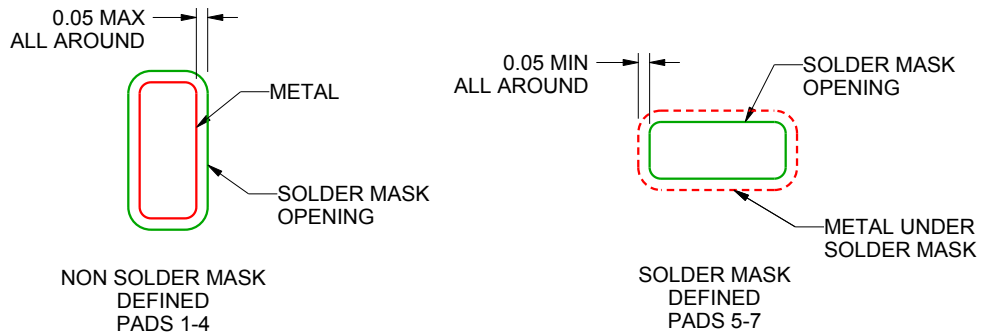 0.05 MAX
ALL AROUND
METAL
SOLDER MASK
OPENING
NON SOLDER MASK
DEFINED
PADS 1-4
0.05 MIN
ALL AROUND
SOLDER MASK
OPENING
METAL UNDER
SOLDER MASK
SOLDER MASK
DEFINED
PADS 5-7